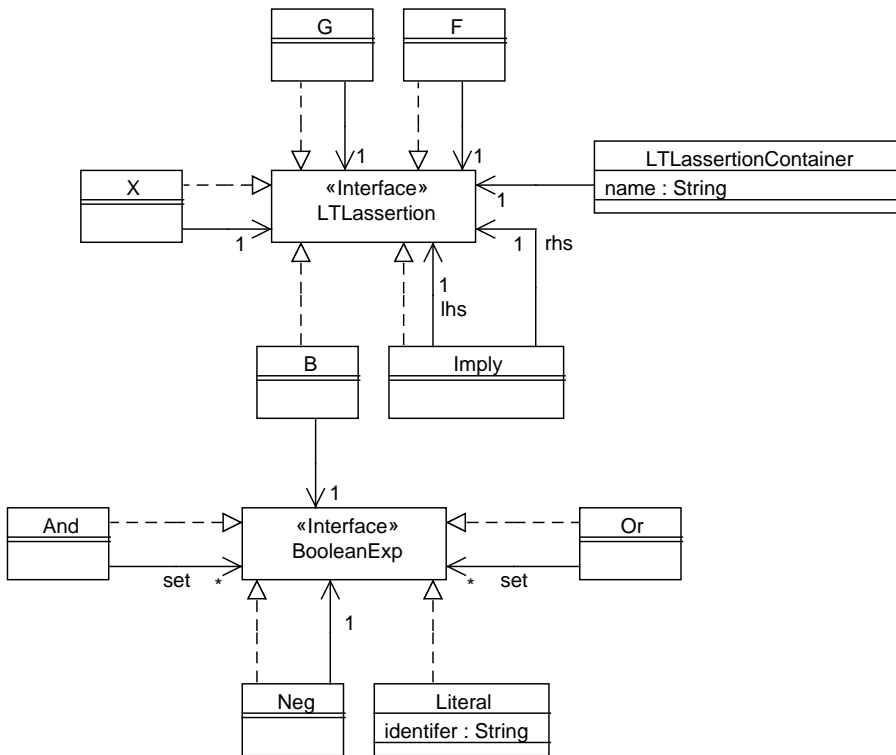 G
F
1
1
LTLassertionContainer
name : String
X
«Interface»
LTLassertion
1
1
1
rhs
1
lhs
B
Imply
1
And
«Interface»
BooleanExp
Or
set
*
*
set
1
Neg
Literal
identifer : String